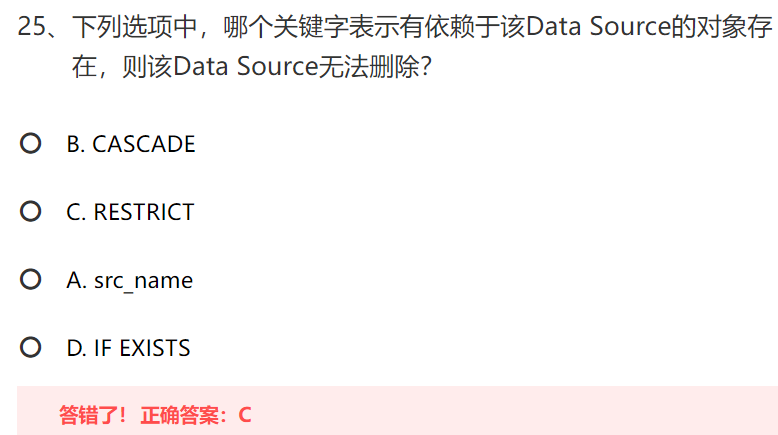 25、下列选项中，哪个关键字表示有依赖于该Data Source的对象存
在，则该Data Source无法删除？
B. CASCADE
C. RESTRICT
A. src_name
D. IF EXISTS
答错了！正确答案：C